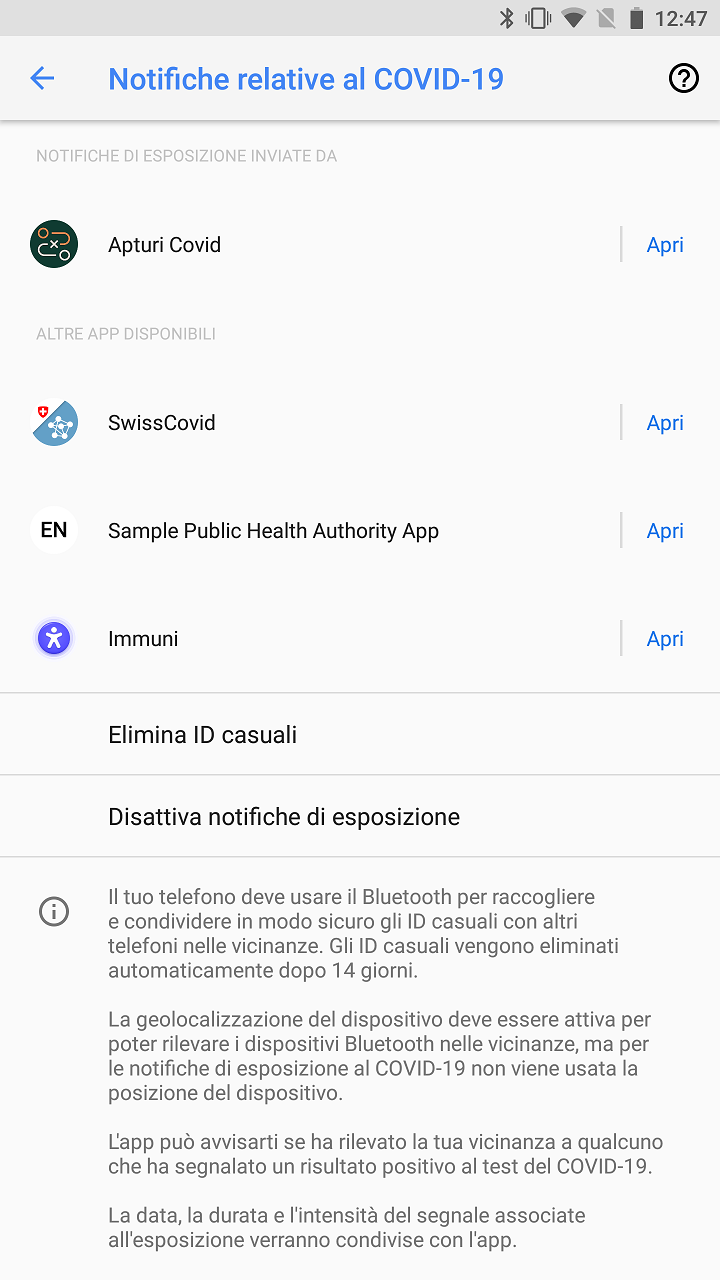 12:47
Notifiche relative al COVID-19
NOTIFICHE DI ESPOSIZIONE INVIATE DA
Apturi Covid
Apri
ALTRE APP DISPONIBILI
SwissCovid
Apri
EN
Sample Public Health Authority App
Apri
Immuni
Apri
Elimina ID casuali
Disattiva notifiche di esposizione
Il tuo telefono deve usare il Bluetooth per raccogliere
e condividere in modo sicuro gli ID casuali con altri
telefoni nelle vicinanze. Gli ID casuali vengono eliminati
automaticamente dopo 14 giorni.
La geolocalizzazione del dispositivo deve essere attiva per
poter rilevare i dispositivi Bluetooth nelle vicinanze, ma per
le notifiche di esposizione al COVID-19 non viene usata la
posizione del dispositivo.
L'app può avvisarti se ha rilevato la tua vicinanza a qualcuno
che ha segnalato un risultato positivo al test del COVID-19.
La data, la durata e l'intensità del segnale associate
all'esposizione verranno condivise con l'app.